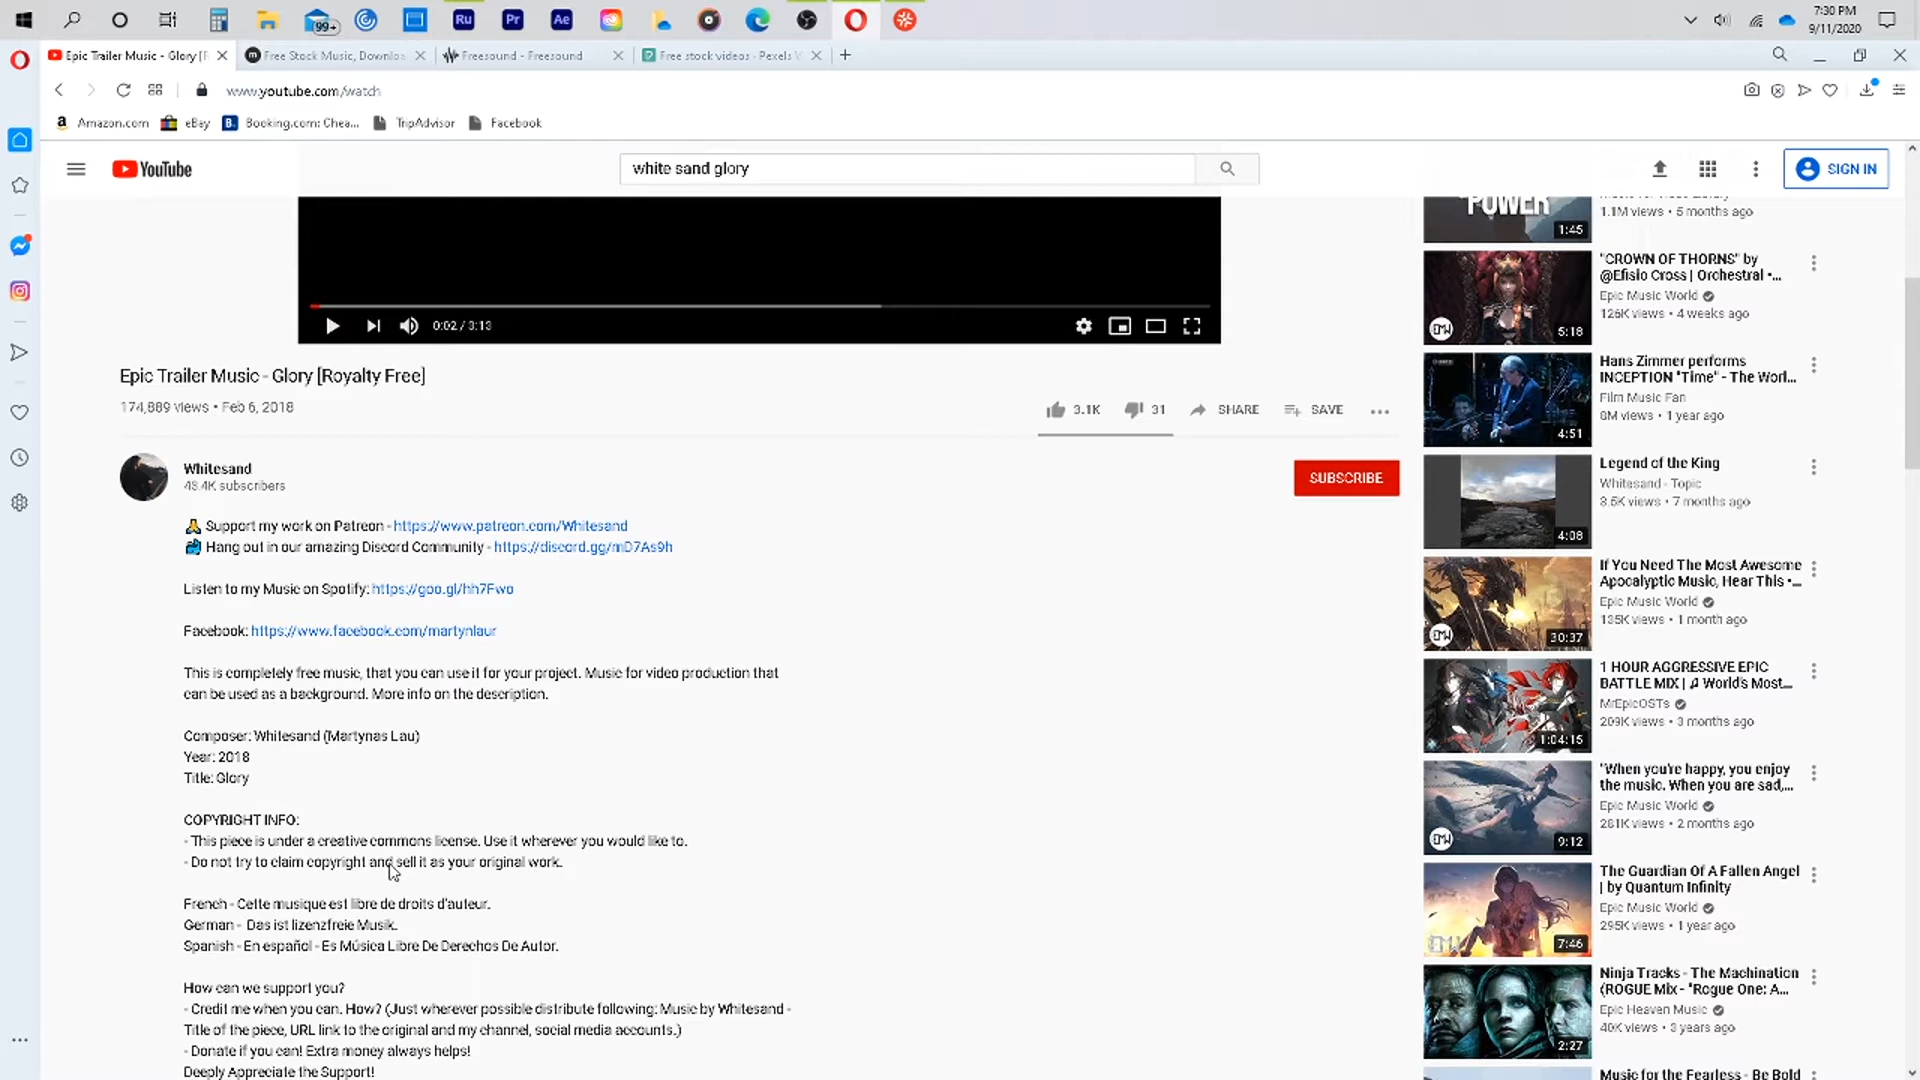 99+
Ru
Pr
Ae
7:30 PM
9/11/2020
Epic Trailer Music - Glory [R
Free Stock Music, Downloa
Freesound - Freesound
Free stock videos - Pexels V
www.youtube.com/watch
Amazon.com
eBay
Booking.com: Chea...
TripAdvisor
Facebook
YouTube
white sand glory
SIGN IN
0:02 / 3:13
Epic Trailer Music - Glory [Royalty Free]
174,889 views • Feb 6, 2018
3.1K
31
SHARE
SAVE
Whitesand
SUBSCRIBE
🙏 Support my work on Patreon - https://www.patreon.com/Whitesand
Hang out in our amazing Discord Community - https://discord.gg/mD7As9h
Listen to my Music on Spotify: https://goo.gl/hh7Fwo
Facebook: https://www.facebook.com/martynlaur
This is completely free music, that you can use it for your project. Music for video production that
can be used as a background. More info on the description.
Composer: Whitesand (Martynas Lau)
Year: 2018
Title: Glory
COPYRIGHT INFO:
- This piece is under a creative commons license. Use it wherever you would like to.
- Do not try to claim copyright and sell it as your original work.
French - Cette musique est libre de droits d'auteur.
German - Das ist lizenzfreie Musik.
Spanish - En español - Es Música Libre De Derechos De Autor.
How can we support you?
- Credit me when you can. How? (Just wherever possible distribute following: Music by Whitesand -
Title of the piece, URL link to the original and my channel, social media accounts.)
- Donate if you can! Extra money always helps!
Deeply Appreciate the Support!
POWER
1:45
1.1M views • 5 months ago
EMW
5:18
"CROWN OF THORNS" by
@Efisio Cross | Orchestral •...
Epic Music World
126K views • 4 weeks ago
4:51
Hans Zimmer performs
INCEPTION "Time" - The Worl...
Film Music Fan
8M views • 1 year ago
4:08
Legend of the King
Whitesand - Topic
3.5K views • 7 months ago
EMW
30:37
If You Need The Most Awesome
Apocalyptic Music, Hear This •...
Epic Music World
135K views • 1 month ago
1:04:15
1 HOUR AGGRESSIVE EPIC
BATTLE MIX | ♫ World's Most...
MrEpicOSTs
209K views • 3 months ago
EMW
9:12
"When you're happy, you enjoy
the music. When you are sad,...
Epic Music World
281K views • 2 months ago
EMW
7:46
The Guardian Of A Fallen Angel
| by Quantum Infinity
Epic Music World
295K views • 1 year ago
2:27
Ninja Tracks - The Machination
(ROGUE Mix - "Rogue One: A...
Epic Heaven Music
40K views • 3 years ago
Music for the Fearless - Be Bold